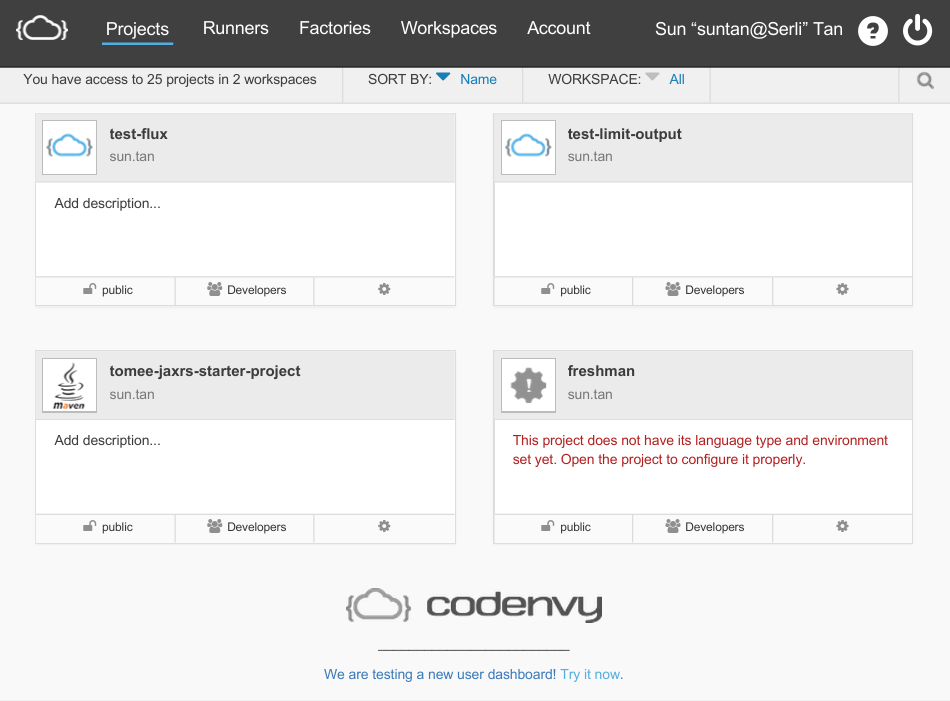 Projects Runners Factories Workspaces Account Sun “suntan@Serli” Tan ?
You have access to 25 projects in 2 workspaces SORT BY: Name WORKSPACE: All
test-flux
sun.tan
Add description...
public Developers
test-limit-output
sun.tan
public Developers
tomee-jaxrs-starter-project
sun.tan
maven
Add description...
public Developers
freshman
sun.tan
!
This project does not have its language type and environment
set yet. Open the project to configure it properly.
public Developers
codenvy
We are testing a new user dashboard! Try it now.